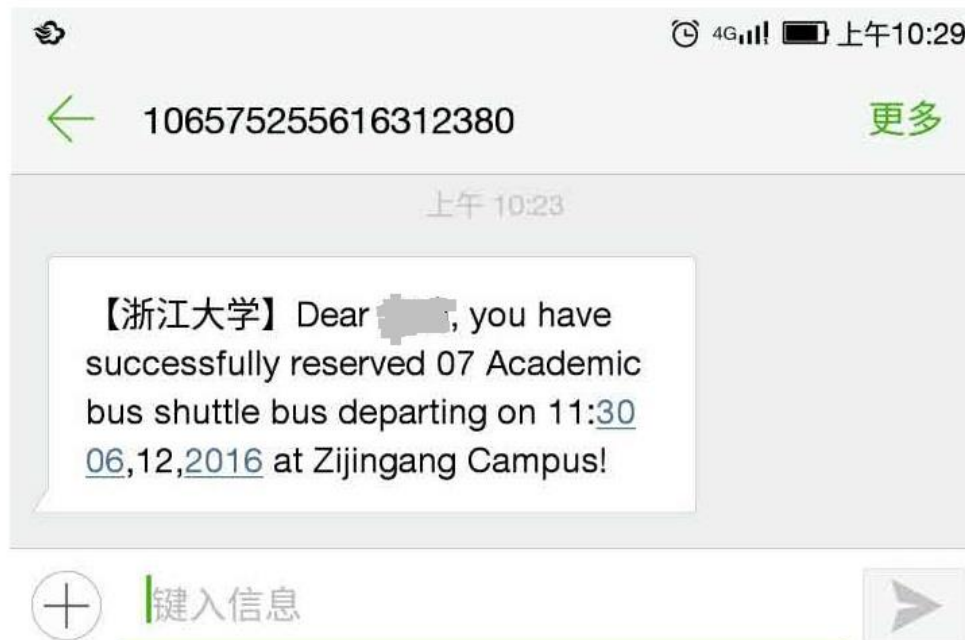 4G 上午10:29
106575255616312380 更多
上午 10:23
【浙江大学】Dear , you have
successfully reserved 07 Academic
bus shuttle bus departing on 11:30
06,12,2016 at Zijingang Campus!
键入信息